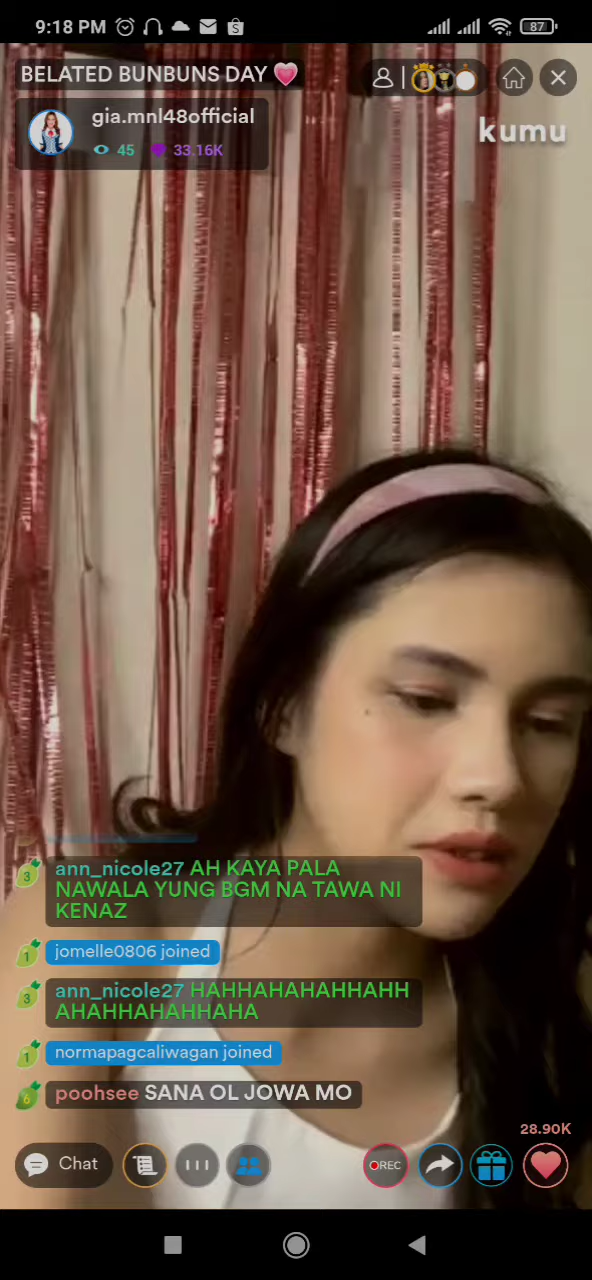 9:18 PM
87
BELATED BUNBUNS DAY
gia.mnl48official
45
33.16K
kumu
3
ann_nicole27 AH KAYA PALA
NAWALA YUNG BGM NA TAWA NI
KENAZ
1
jomelle0806 joined
3
ann_nicole27 HAHHAHAHAHHAHH
AHAHHAHAHHAHA
1
normapagcaliwagan joined
6
poohsee SANA OL JOWA MO
28.90K
Chat
REC